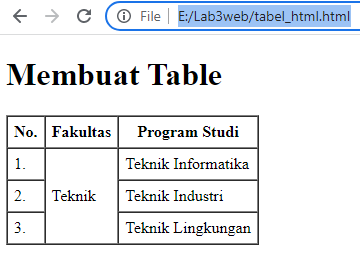 File | E:/Lab3web/tabel_html.html
Membuat Table
No. Fakultas Program Studi
1. Teknik Informatika
2. Teknik Teknik Industri
3. Teknik Lingkungan